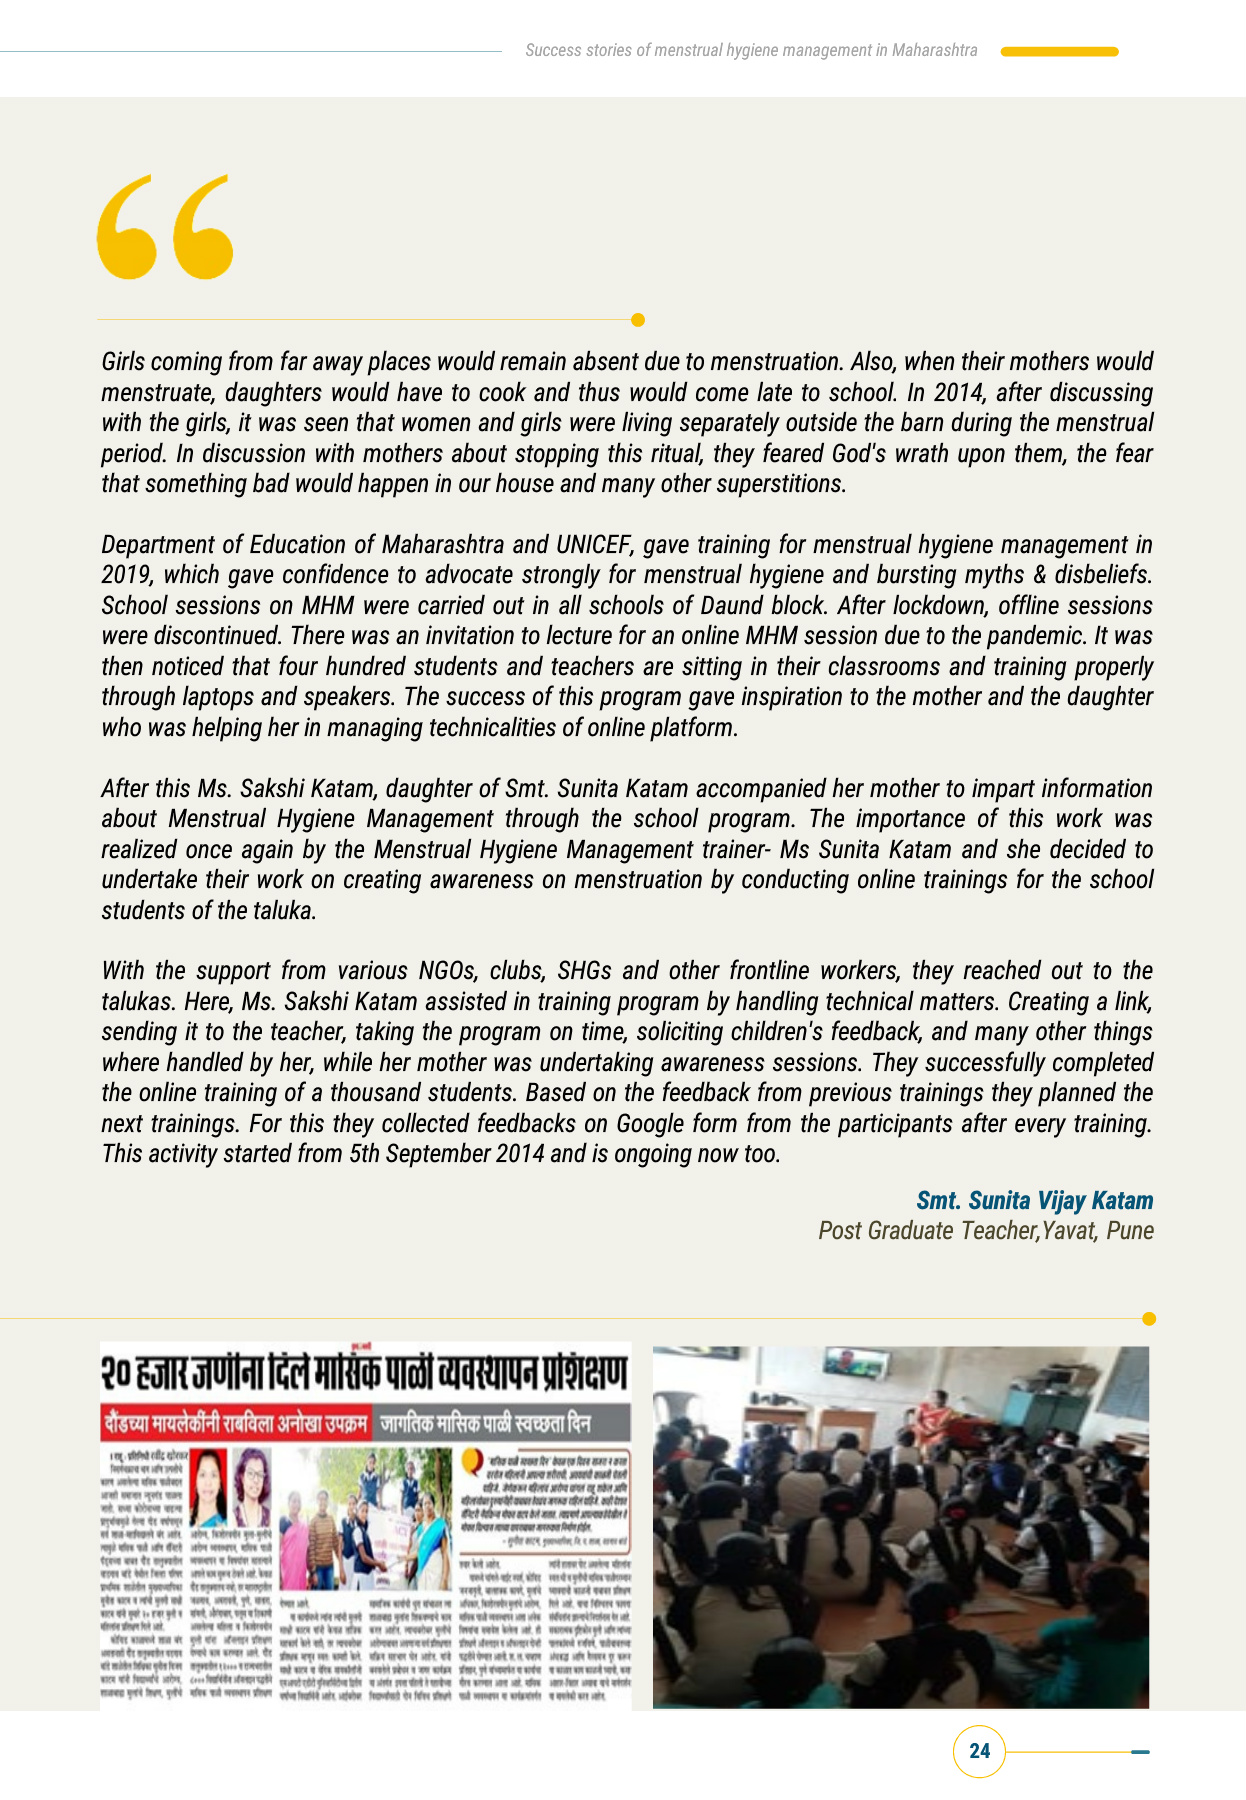 Success stories of menstrual hygiene management in Maharashtra
Girls coming from far away places would remain absent due to menstruation. Also, when their mothers would
menstruate, daughters would have to cook and thus would come late to school. In 2014, after discussing
with the girls, it was seen that women and girls were living separately outside the barn during the menstrual
period. In discussion with mothers about stopping this ritual, they feared God's wrath upon them, the fear
that something bad would happen in our house and many other superstitions.
Department of Education of Maharashtra and UNICEF, gave training for menstrual hygiene management in
2019, which gave confidence to advocate strongly for menstrual hygiene and bursting myths & disbeliefs.
School sessions on MHM were carried out in all schools of Daund block. After lockdown, offline sessions
were discontinued. There was an invitation to lecture for an online MHM session due to the pandemic. It was
then noticed that four hundred students and teachers are sitting in their classrooms and training properly
through laptops and speakers. The success of this program gave inspiration to the mother and the daughter
who was helping her in managing technicalities of online platform.
After this Ms. Sakshi Katam, daughter of Smt. Sunita Katam accompanied her mother to impart information
about Menstrual Hygiene Management through the school program. The importance of this work was
realized once again by the Menstrual Hygiene Management trainer- Ms Sunita Katam and she decided to
undertake their work on creating awareness on menstruation by conducting online trainings for the school
students of the taluka.
With the support from various NGOs, clubs, SHGs and other frontline workers, they reached out to the
talukas. Here, Ms. Sakshi Katam assisted in training program by handling technical matters. Creating a link,
sending it to the teacher, taking the program on time, soliciting children's feedback, and many other things
where handled by her, while her mother was undertaking awareness sessions. They successfully completed
the online training of a thousand students. Based on the feedback from previous trainings they planned the
next trainings. For this they collected feedbacks on Google form from the participants after every training.
This activity started from 5th September 2014 and is ongoing now too.
Smt. Sunita Vijay Katam
Post Graduate Teacher,Yavat, Pune
२० हजार जणींना दिले मासिक पाळी व्यवस्थापन प्रशिक्षण
दौंडच्या मायलेकींनी राबविला अनोखा उपक्रम जागतिक मासिक पाळी स्वच्छता दिन
24